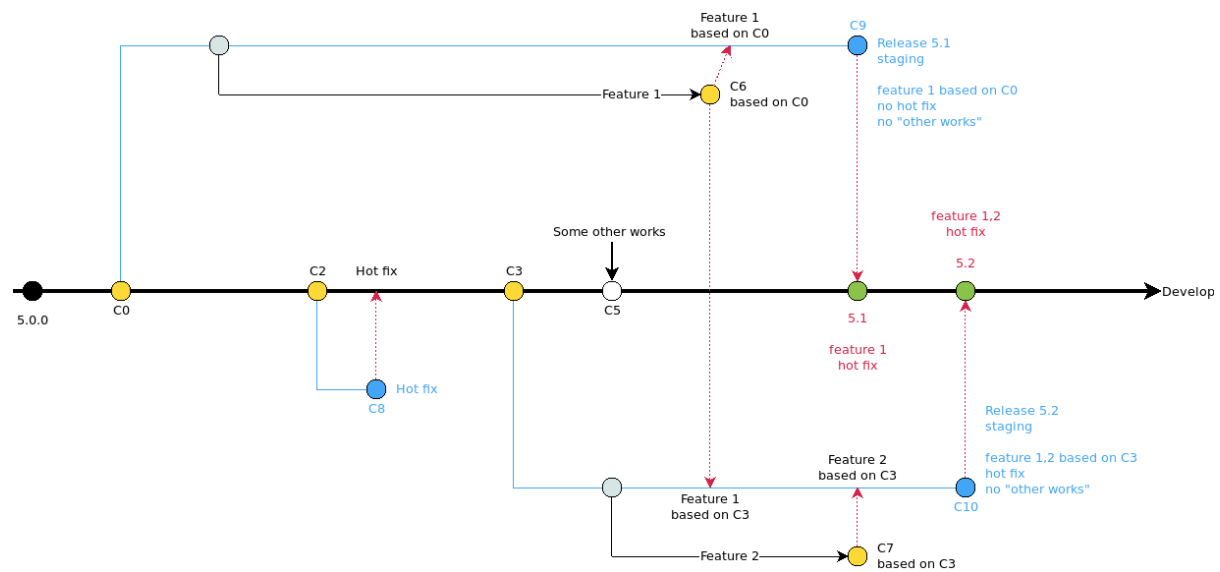 Feature 1
based on C0
C9
Release 5.1
staging
feature 1 based on C0
no hot fix
no "other works"
Feature 1
C6
based on C0
feature 1,2
hot fix
5.2
Some other works
C2
Hot fix
C3
5.0.0
C0
C5
Develop
5.1
feature 1
hot fix
Hot fix
C8
Release 5.2
staging
feature 1,2 based on C3
hot fix
no "other works"
Feature 2
based on C3
Feature 1
based on C3
C10
Feature 2
C7
based on C3